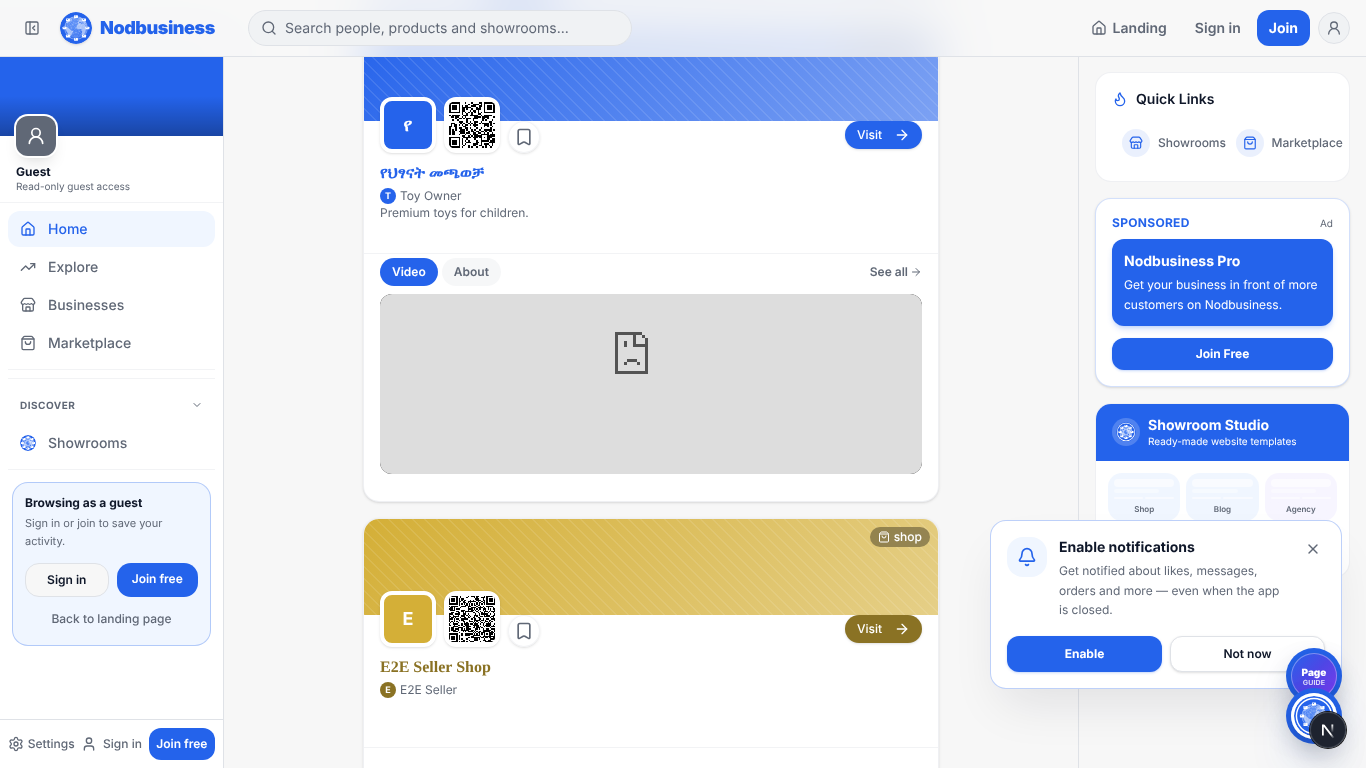 Nodbusiness
Search people, products and showrooms...
Landing
Sign in
Join
Guest
Read-only guest access
Home
Explore
Businesses
Marketplace
DISCOVER
Showrooms
Browsing as a guest
Sign in or join to save your
activity.
Sign in
Join free
Back to landing page
Settings
Sign in
Join free
የ
Visit
የህፃናት መጫወቻ
T
Toy Owner
Premium toys for children.
Video
About
See all
shop
E
Visit
E2E Seller Shop
E
E2E Seller
Quick Links
Showrooms
Marketplace
SPONSORED
Ad
Nodbusiness Pro
Get your business in front of more
customers on Nodbusiness.
Join Free
Showroom Studio
Ready-made website templates
Shop
Blog
Agency
Enable notifications
Get notified about likes, messages,
orders and more — even when the app
is closed.
Enable
Not now
Page
GUIDE
N